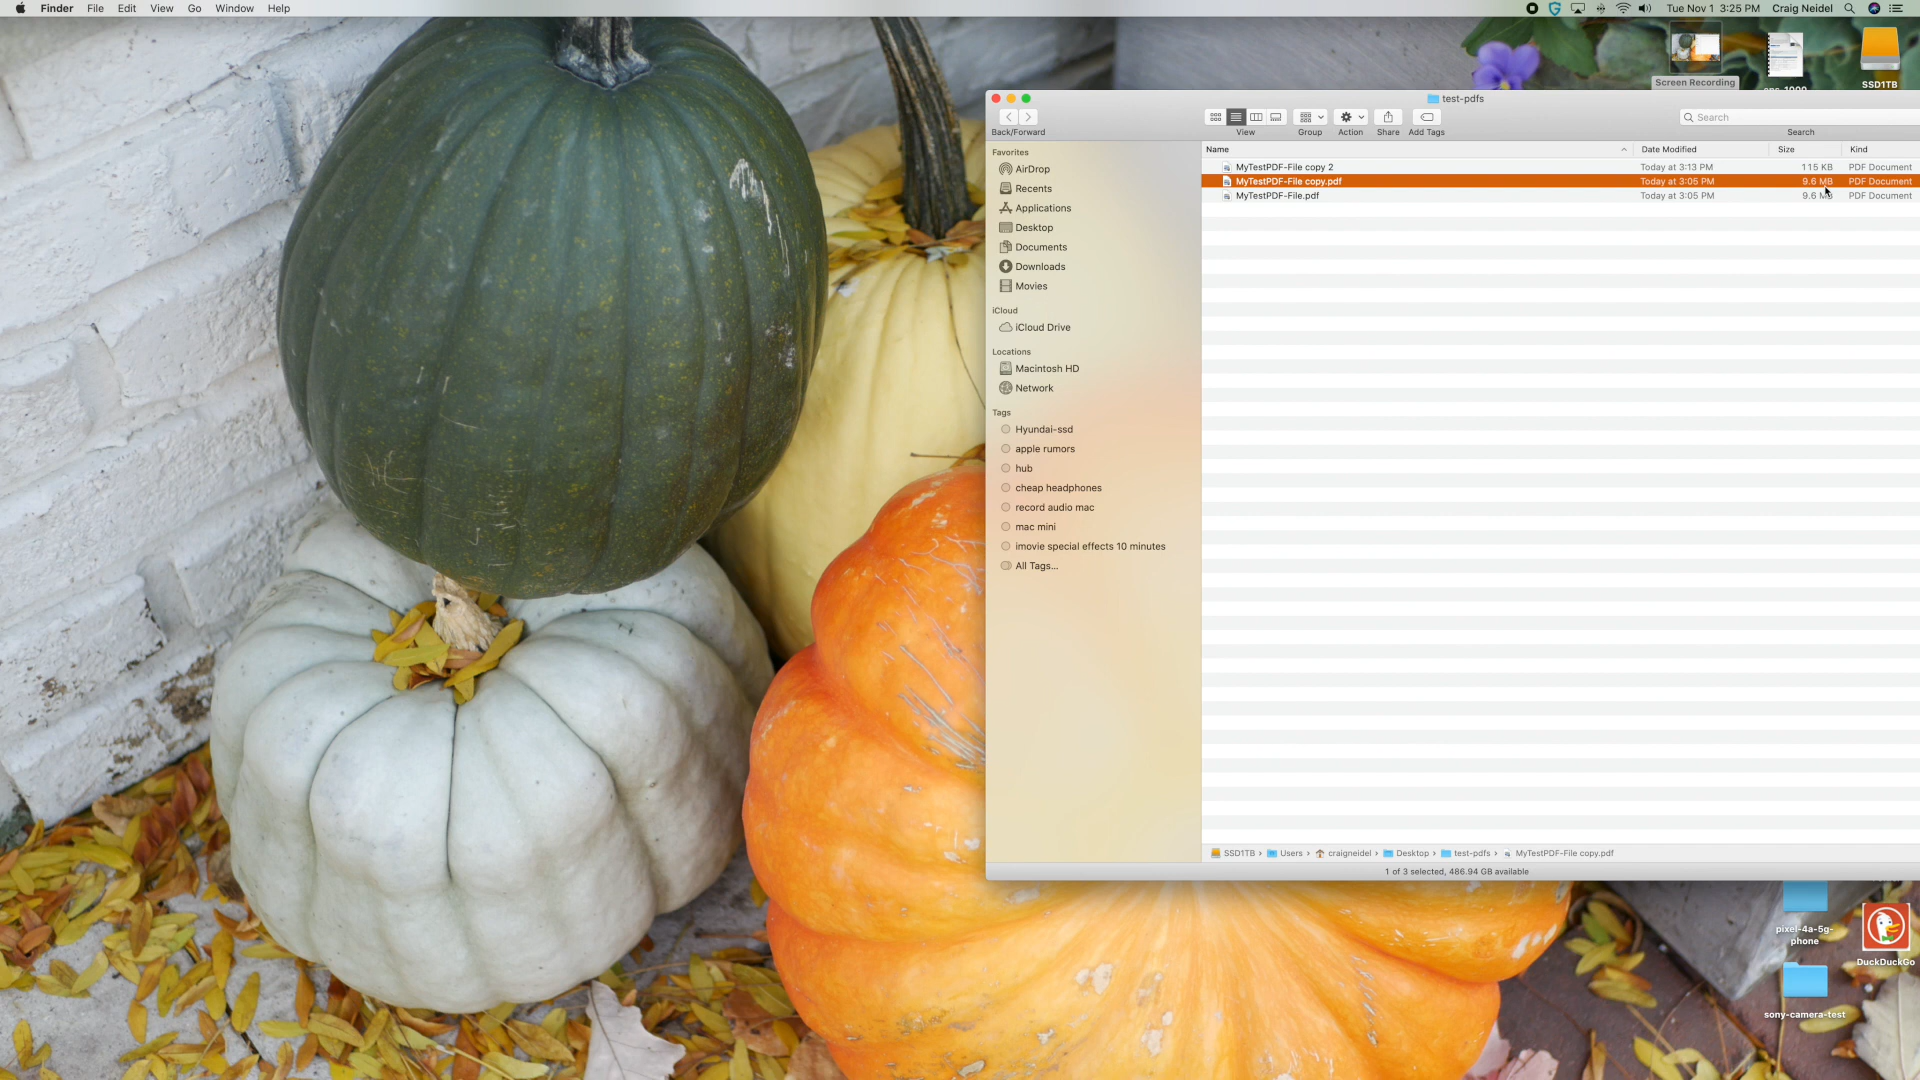 Finder File Edit View Go Window Help
Tue Nov 1 3:25 PM Craig Neidel
Screen Recording
SSD1TB
test-pdfs
Back/Forward
View Group Action Share Add Tags
Search
Search
Favorites
AirDrop
Recents
Applications
Desktop
Documents
Downloads
Movies
iCloud
iCloud Drive
Locations
Macintosh HD
Network
Tags
Hyundai-ssd
apple rumors
hub
cheap headphones
record audio mac
mac mini
imovie special effects 10 minutes
All Tags...
Name Date Modified Size Kind
MyTestPDF-File copy 2 Today at 3:13 PM 115 KB PDF Document
MyTestPDF-File copy.pdf Today at 3:05 PM 9.6 MB PDF Document
MyTestPDF-File.pdf Today at 3:05 PM 9.6 MB PDF Document
SSD1TB › Users › craigneidel › Desktop › test-pdfs › MyTestPDF-File copy.pdf
1 of 3 selected, 486.94 GB available
pixel-4a-5g-
phone
DuckDuckGo
sony-camera-test